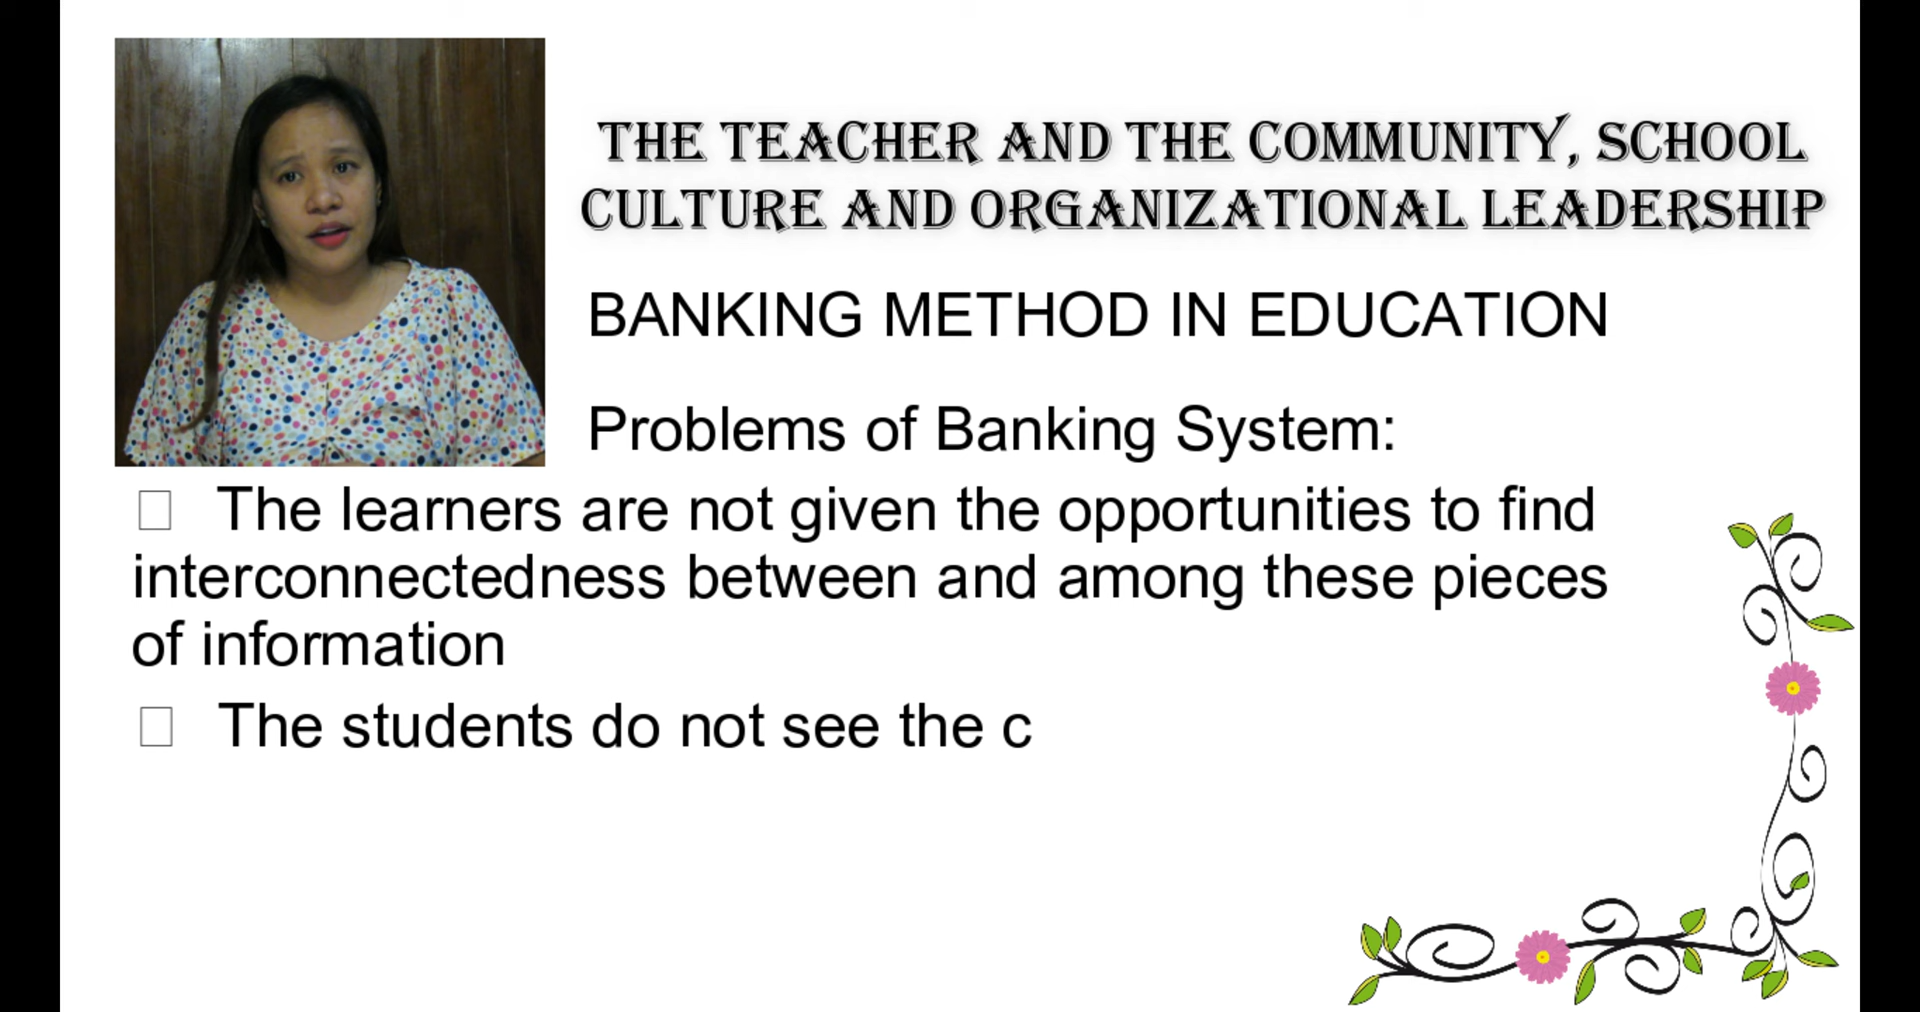 THE TEACHER AND THE COMMUNITY, SCHOOL
CULTURE AND ORGANIZATIONAL LEADERSHIP
BANKING METHOD IN EDUCATION
Problems of Banking System:
The learners are not given the opportunities to find
interconnectedness between and among these pieces
of information
The students do not see the c